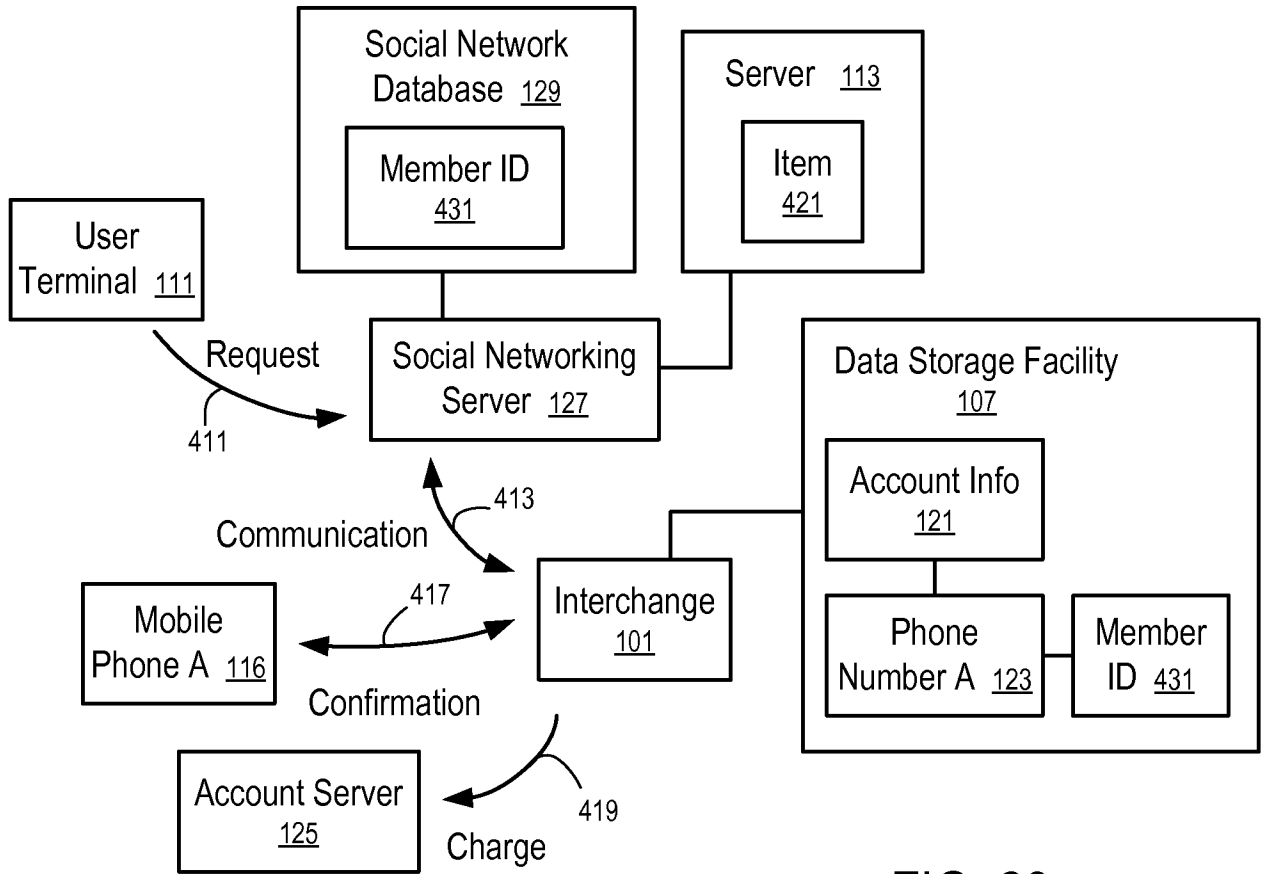 Social Network
Database 129
Member ID
431
Server 113
Item
421
User
Terminal 111
Request
411
Social Networking
Server 127
Data Storage Facility
107
Account Info
121
Phone
Number A 123
Member
ID 431
413
Communication
417
Interchange
101
Mobile
Phone A 116
Confirmation
Account Server
125
419
Charge